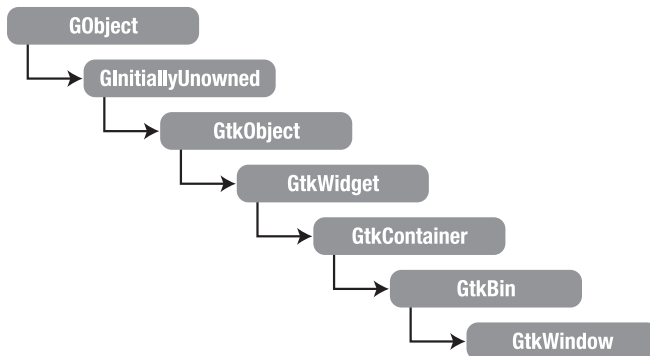 GObject
GInitiallyUnowned
GtkObject
GtkWidget
GtkContainer
GtkBin
GtkWindow